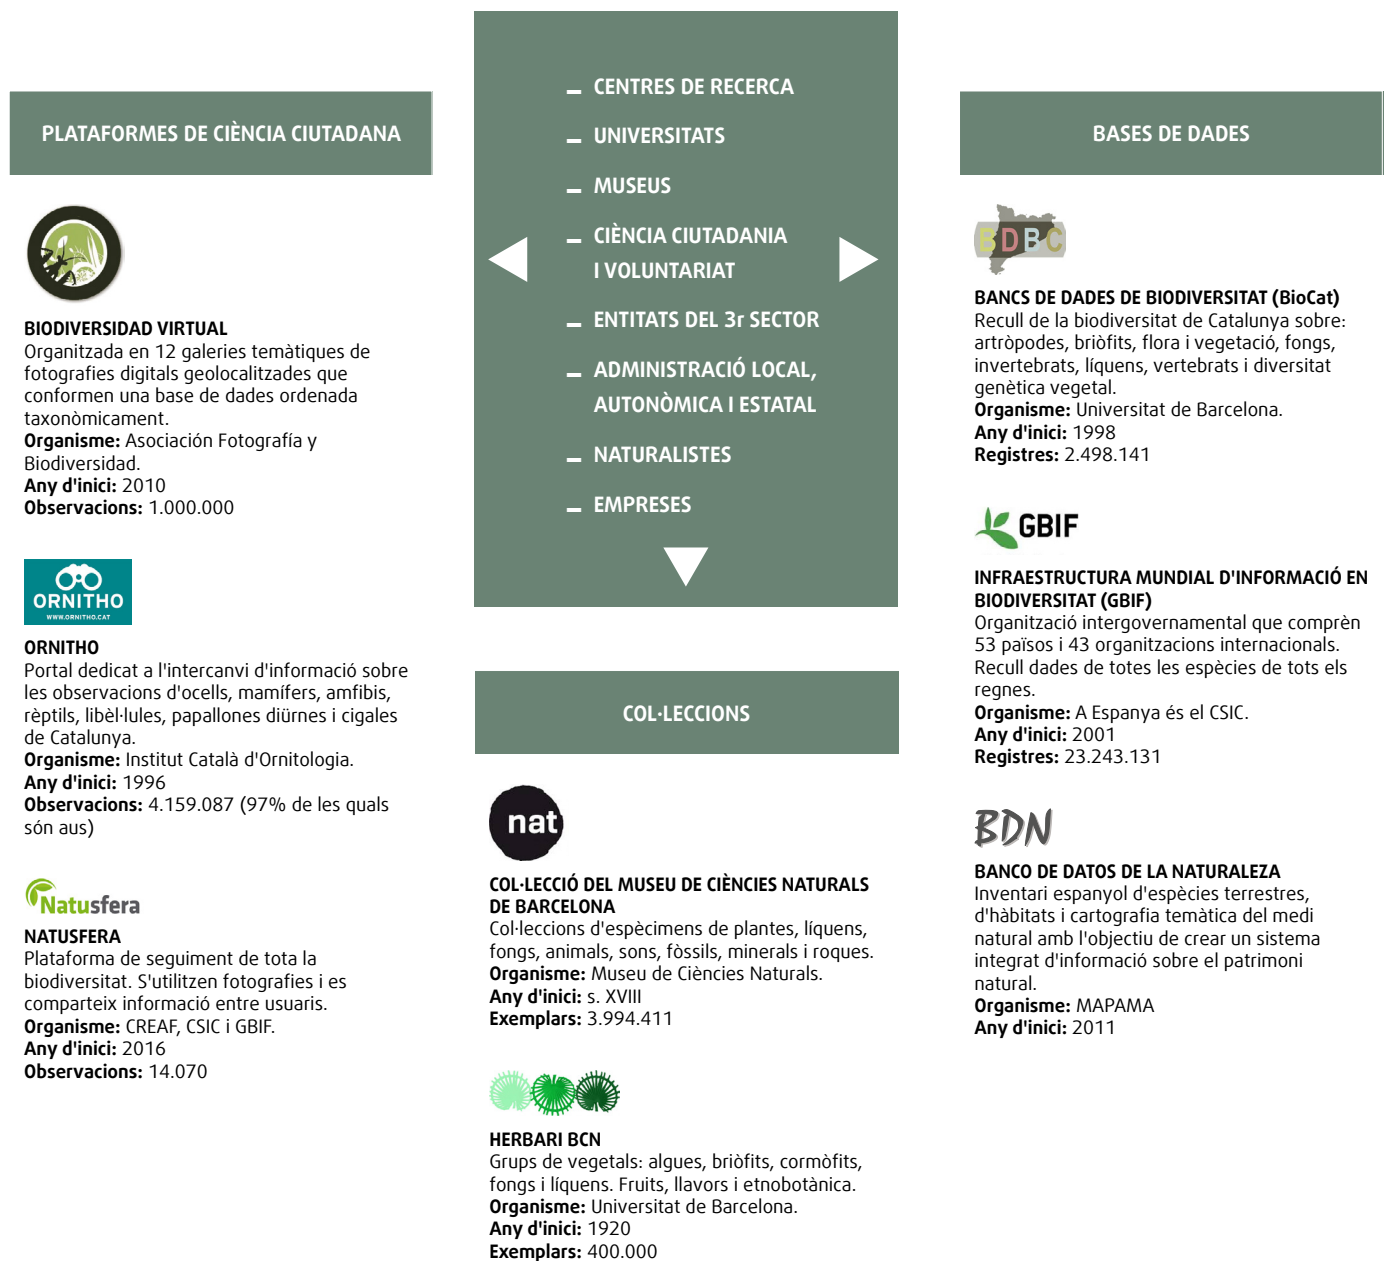 CENTRES DE RECERCA
UNIVERSITATS
MUSEUS
CIÈNCIA CIUTADANIA
I VOLUNTARIAT
ENTITATS DEL 3r SECTOR
ADMINISTRACIÓ LOCAL,
AUTONÒMICA I ESTATAL
NATURALISTES
EMPRESES
PLATAFORMES DE CIÈNCIA CIUTADANA
BIODIVERSIDAD VIRTUAL
Organitzada en 12 galeries temàtiques de
fotografies digitals geolocalitzades que
conformen una base de dades ordenada
taxonòmicament.
Organisme: Asociación Fotografía y
Biodiversidad.
Any d'inici: 2010
Observacions: 1.000.000
ORNITHO
WWW.ORNITHO.CAT
ORNITHO
Portal dedicat a l'intercanvi d'informació sobre
les observacions d'ocells, mamífers, amfibis,
rèptils, libèl·lules, papallones diürnes i cigales
de Catalunya.
Organisme: Institut Català d'Ornitologia.
Any d'inici: 1996
Observacions: 4.159.087 (97% de les quals
són aus)
Natusfera
NATUSFERA
Plataforma de seguiment de tota la
biodiversitat. S'utilitzen fotografies i es
comparteix informació entre usuaris.
Organisme: CREAF, CSIC i GBIF.
Any d'inici: 2016
Observacions: 14.070
COL·LECCIONS
nat
COL·LECCIÓ DEL MUSEU DE CIÈNCIES NATURALS
DE BARCELONA
Col·leccions d'espècimens de plantes, líquens,
fongs, animals, sons, fòssils, minerals i roques.
Organisme: Museu de Ciències Naturals.
Any d'inici: s. XVIII
Exemplars: 3.994.411
HERBARI BCN
Grups de vegetals: algues, briòfits, cormòfits,
fongs i líquens. Fruits, llavors i etnobotànica.
Organisme: Universitat de Barcelona.
Any d'inici: 1920
Exemplars: 400.000
BASES DE DADES
BDBC
BANCS DE DADES DE BIODIVERSITAT (BioCat)
Recull de la biodiversitat de Catalunya sobre:
artròpodes, briòfits, flora i vegetació, fongs,
invertebrats, líquens, vertebrats i diversitat
genètica vegetal.
Organisme: Universitat de Barcelona.
Any d'inici: 1998
Registres: 2.498.141
GBIF
INFRAESTRUCTURA MUNDIAL D'INFORMACIÓ EN
BIODIVERSITAT (GBIF)
Organització intergovernamental que comprèn
53 països i 43 organitzacions internacionals.
Recull dades de totes les espècies de tots els
regnes.
Organisme: A Espanya és el CSIC.
Any d'inici: 2001
Registres: 23.243.131
BDN
BANCO DE DATOS DE LA NATURALEZA
Inventari espanyol d'espècies terrestres,
d'hàbitats i cartografia temàtica del medi
natural amb l'objectiu de crear un sistema
integrat d'informació sobre el patrimoni
natural.
Organisme: MAPAMA
Any d'inici: 2011